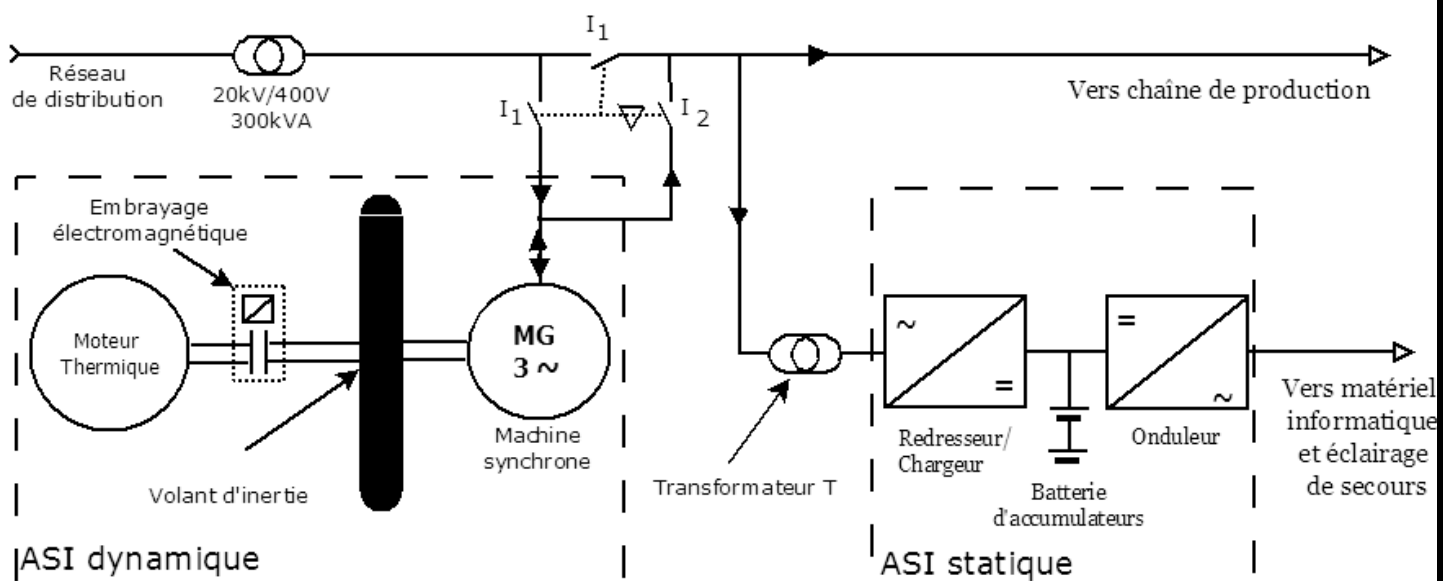 I1
Réseau
de distribution
20kV/400V
300kVA
Vers chaîne de production
I1
I2
Embrayage
électromagnétique
Moteur
Thermique
MG
3 ~
Machine
synchrone
Volant d'inertie
ASI dynamique
Transformateur T
~
=
Redresseur/
Chargeur
=
~
Onduleur
Batterie
d'accumulateurs
Vers matériel
informatique
et éclairage
de secours
ASI statique